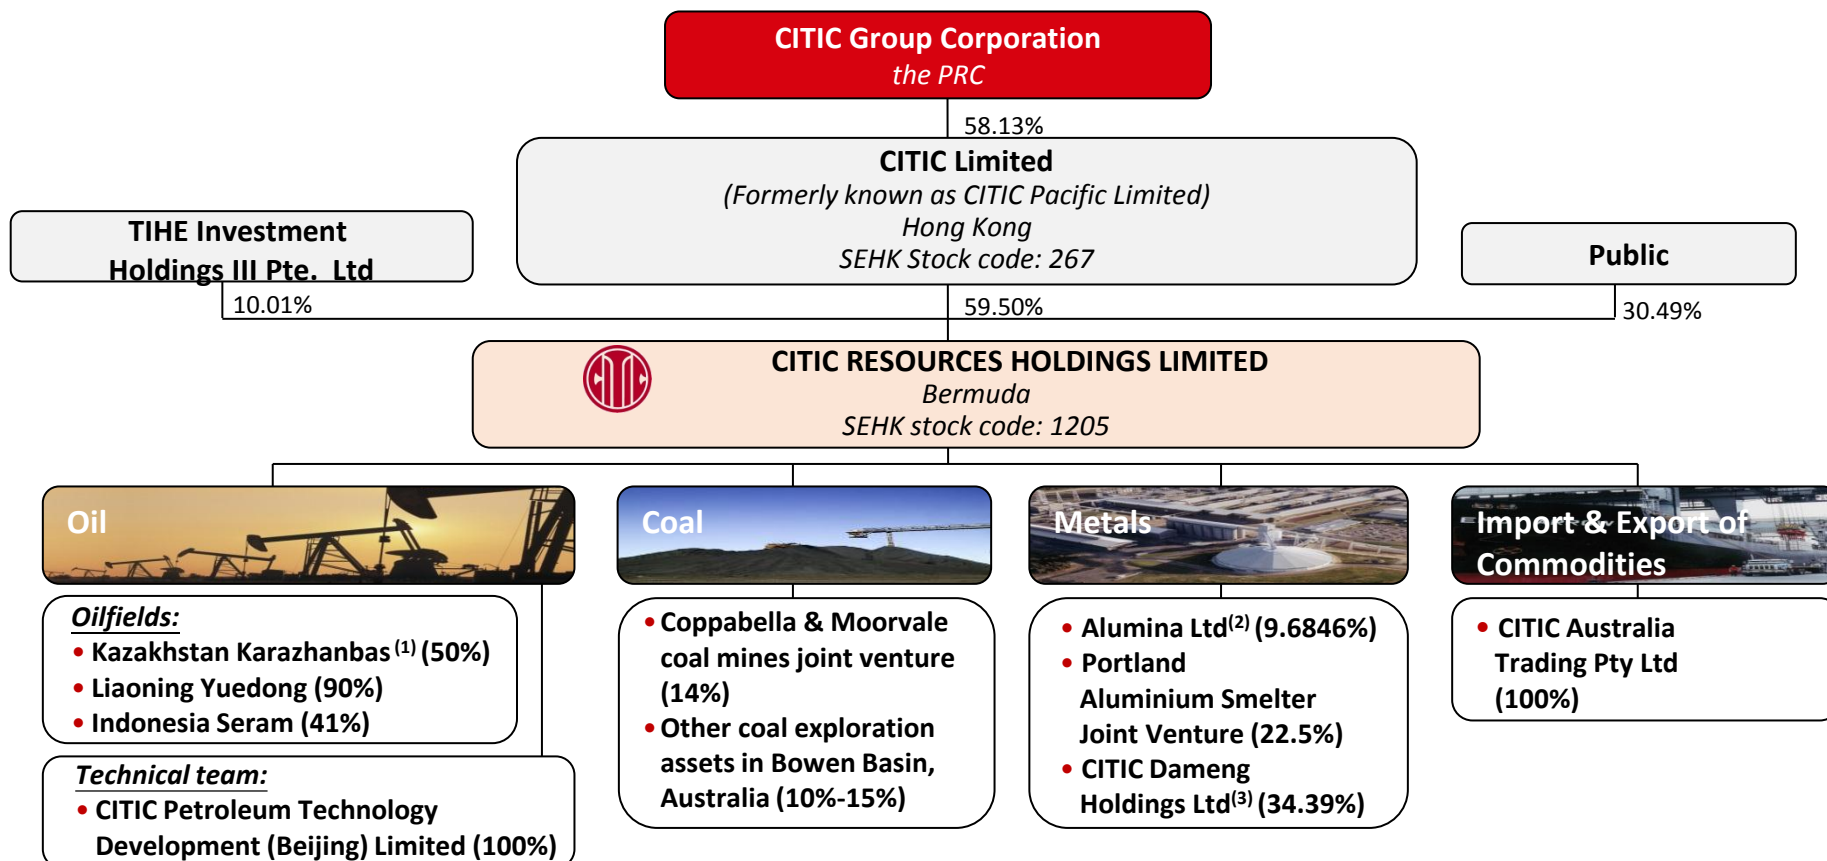 CITIC Group Corporation
the PRC
58.13%
CITIC Limited
(Formerly known as CITIC Pacific Limited)
Hong Kong
SEHK Stock code: 267
TIHE Investment
Holdings III Pte. Ltd
Public
10.01%
59.50%
30.49%
CITIC
CITIC RESOURCES HOLDINGS LIMITED
Bermuda
SEHK stock code: 1205
Oil
Oilfields:
• Kazakhstan Karazhanbas (1) (50%)
• Liaoning Yuedong (90%)
• Indonesia Seram (41%)
Technical team:
• CITIC Petroleum Technology
Development (Beijing) Limited (100%)
Coal
• Coppabella & Moorvale
coal mines joint venture
(14%)
• Other coal exploration
assets in Bowen Basin,
Australia (10%-15%)
Metals
• Alumina Ltd(2) (9.6846%)
• Portland
Aluminium Smelter
Joint Venture (22.5%)
• CITIC Dameng
Holdings Ltd(3) (34.39%)
Import & Export of
Commodities
• CITIC Australia
Trading Pty Ltd
(100%)